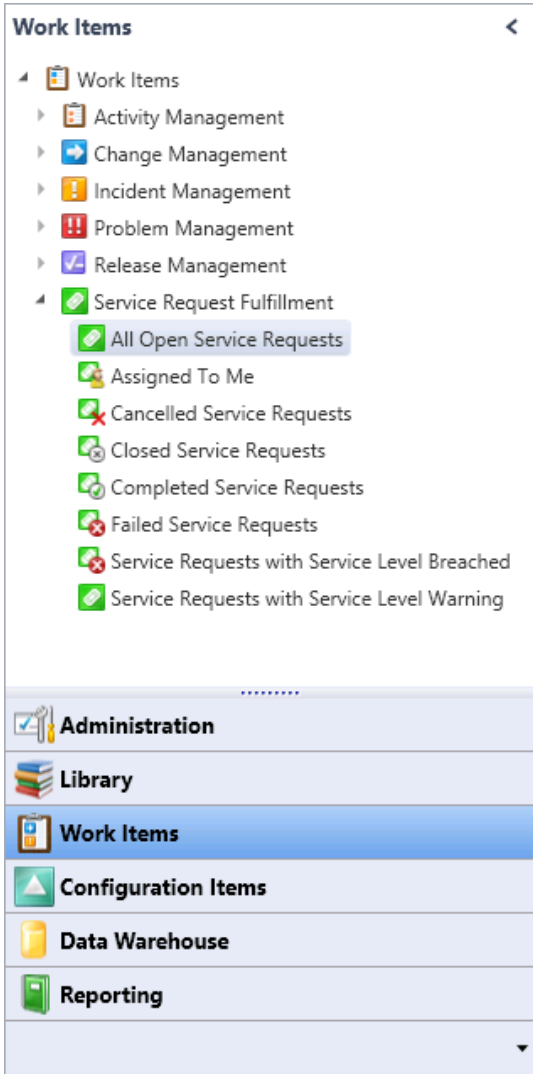 Work Items
Work Items
Activity Management
Change Management
Incident Management
Problem Management
Release Management
Service Request Fulfillment
All Open Service Requests
Assigned To Me
Cancelled Service Requests
Closed Service Requests
Completed Service Requests
Failed Service Requests
Service Requests with Service Level Breached
Service Requests with Service Level Warning
Administration
Library
Work Items
Configuration Items
Data Warehouse
Reporting